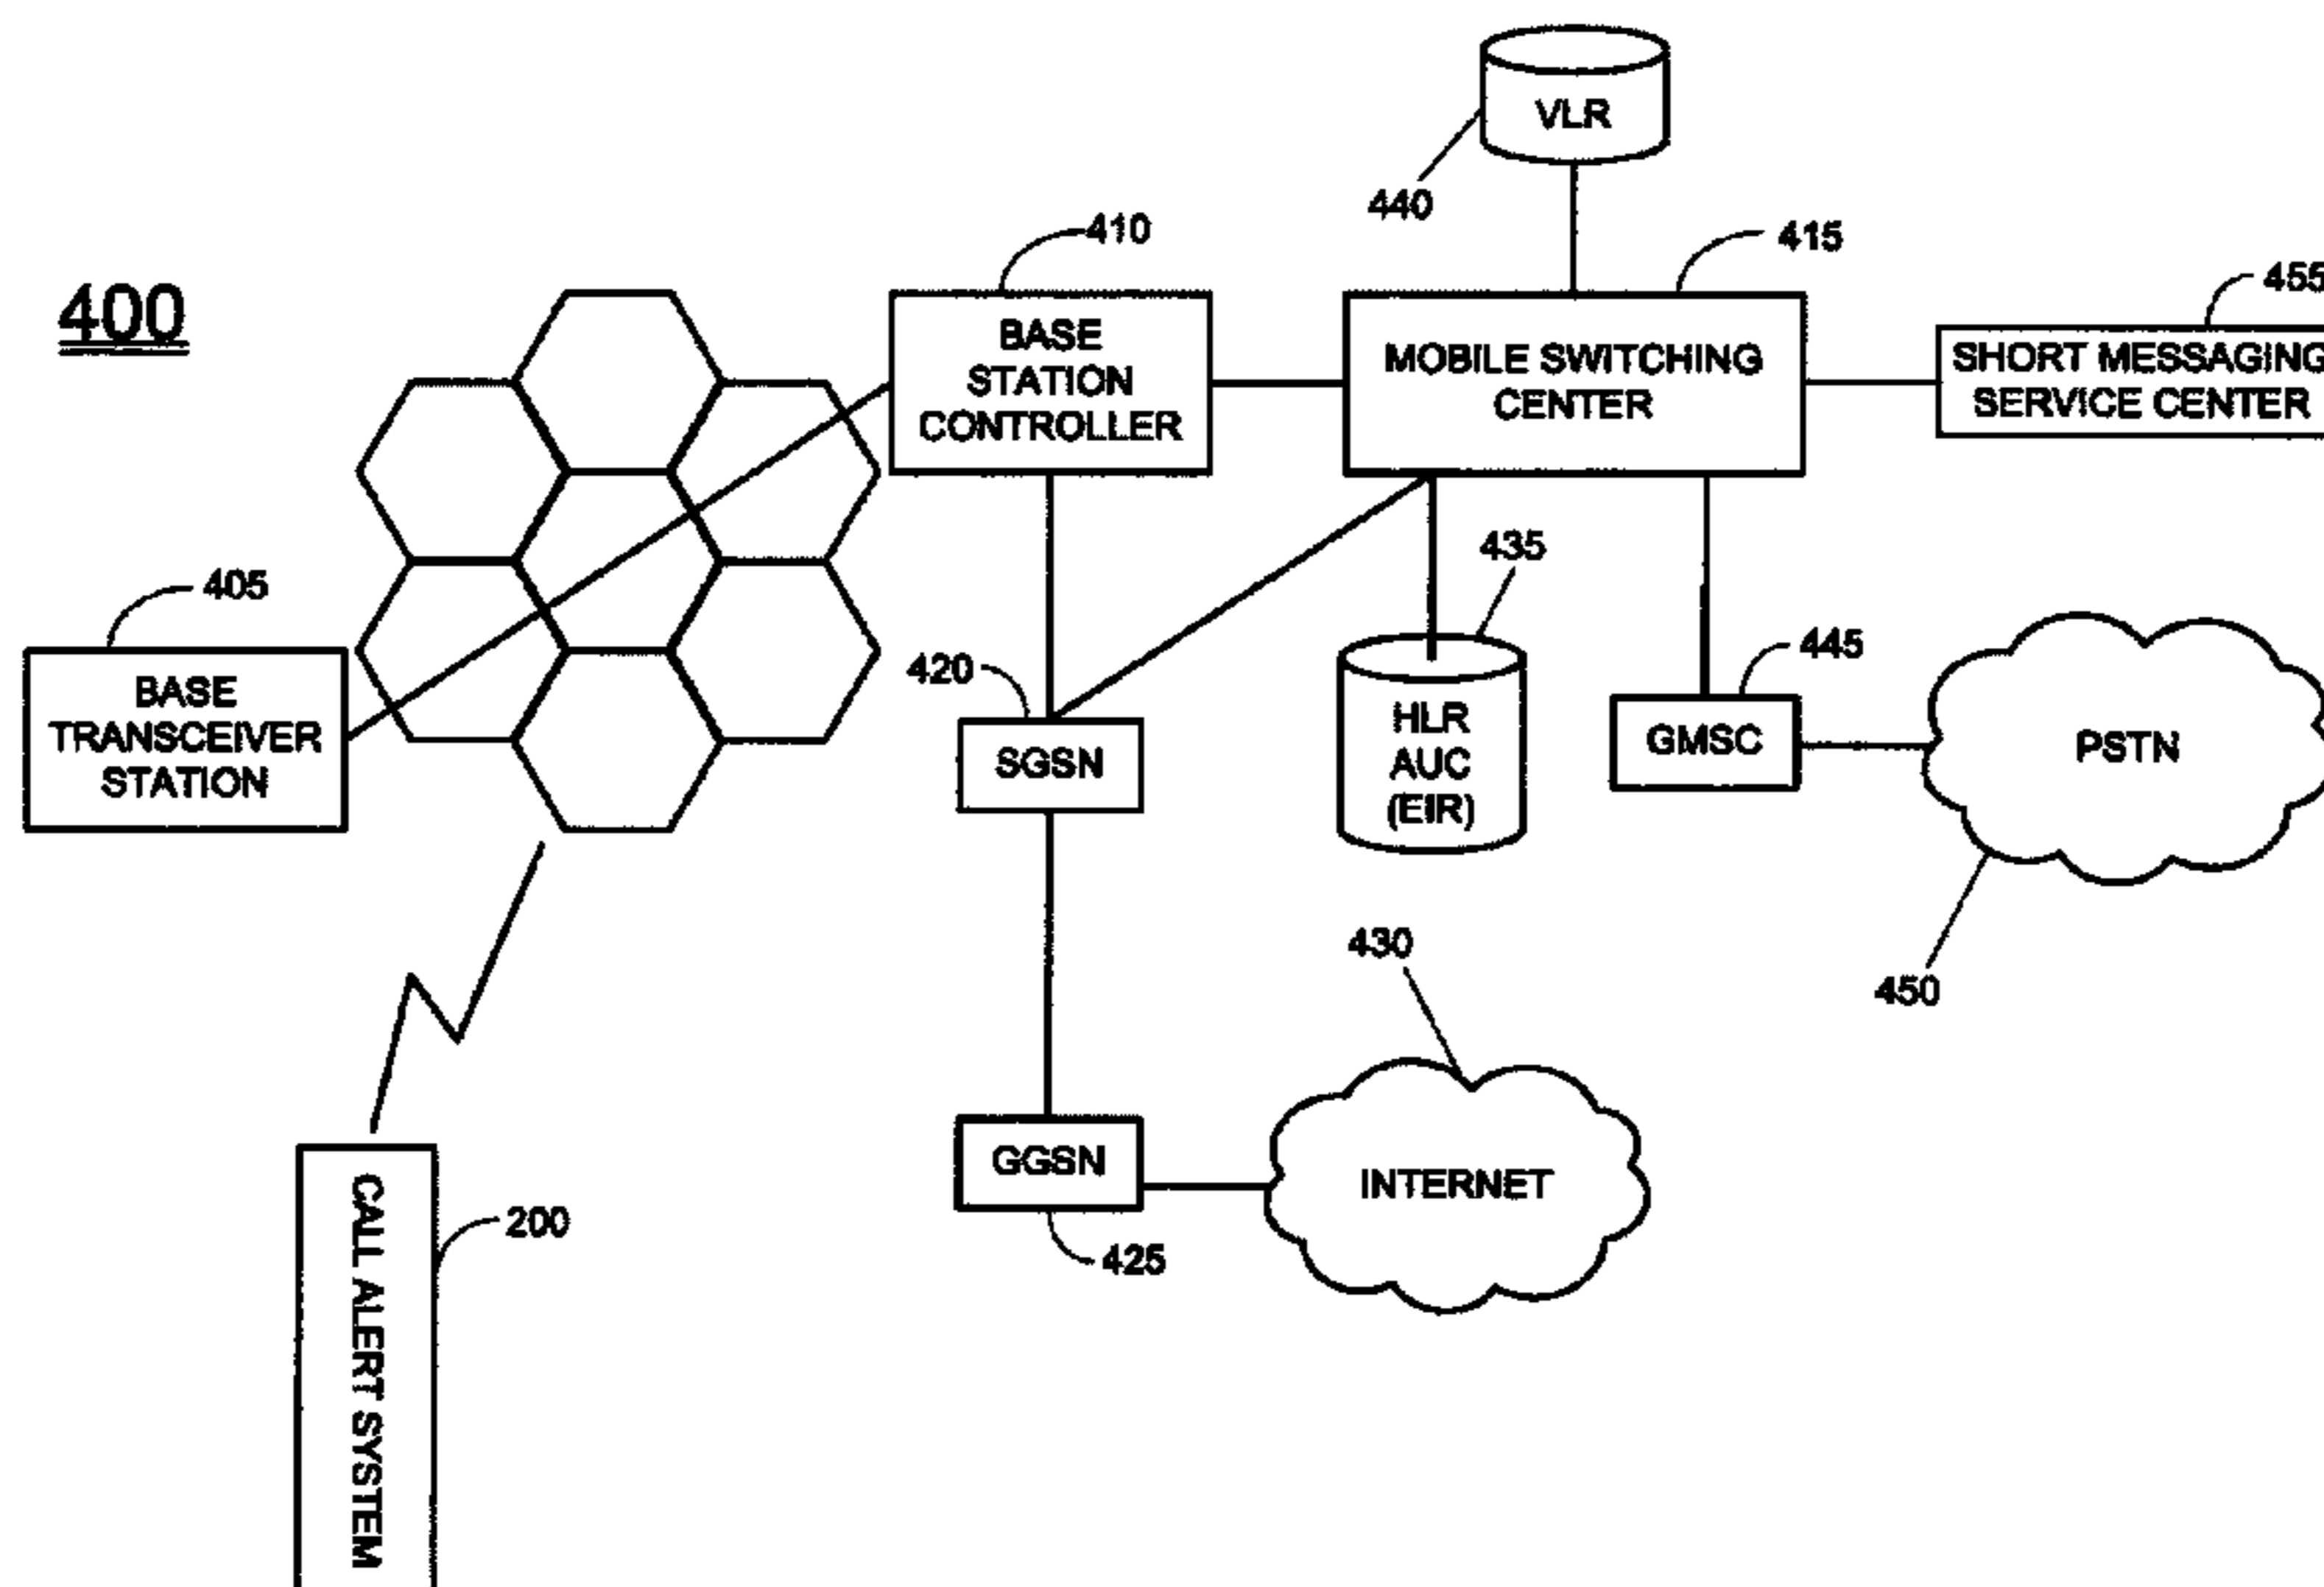 VLR
440
410
415
455
400
BASE
STATION
CONTROLLER
MOBILE SWITCHING
CENTER
SHORT MESSAGING
SERVICE CENTER
405
435
BASE
TRANSCEIVER
STATION
420
SGSN
HLR
AUC
(EIR)
445
GMSC
PSTN
430
450
GGSN
INTERNET
425
CALL ALERT SYSTEM
200